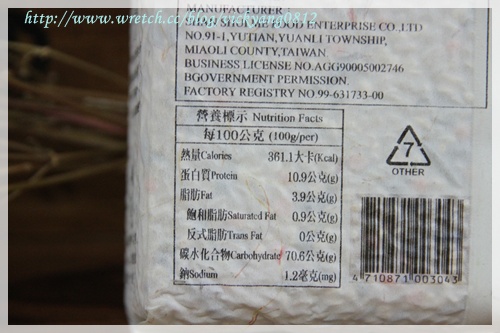 http://www.wretch.cc/blog/vickyang0812
MANUFACTURER :
FOOD ENTERPRISE CO.,LTD
NO.91-1,YUTIAN,YUANLI TOWNSHIP,
MIAOLI COUNTY,TAIWAN
BUSINESS LICENSE NO.AGG90005002746
BGOVERNMENT PERMISSION.
FACTORY REGISTRY NO 99-631733-00
營養標示 Nutrition Facts
每100公克 (100g/per)
熱量Calories 361.1大卡(Kcal)
蛋白質Protein 10.9公克(g)
脂肪Fat 3.9公克(g)
飽和脂肪Saturated Fat 0.9公克(g)
反式脂肪Trans Fat 0公克(g)
碳水化合物Carbohydrate 70.6公克(g)
鈉Sodium 1.2毫克(mg)
7
OTHER
4 710871 003043